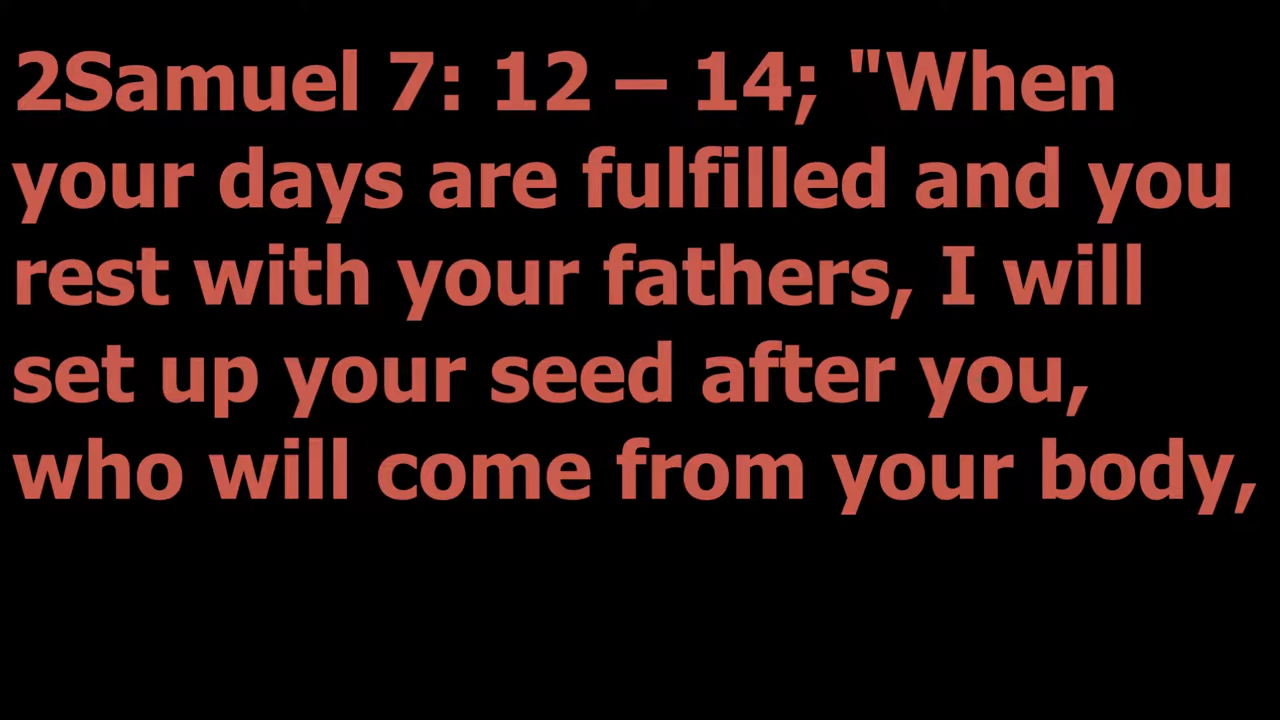 2Samuel 7: 12 – 14; "When
your days are fulfilled and you
rest with your fathers, I will
set up your seed after you,
who will come from your body,